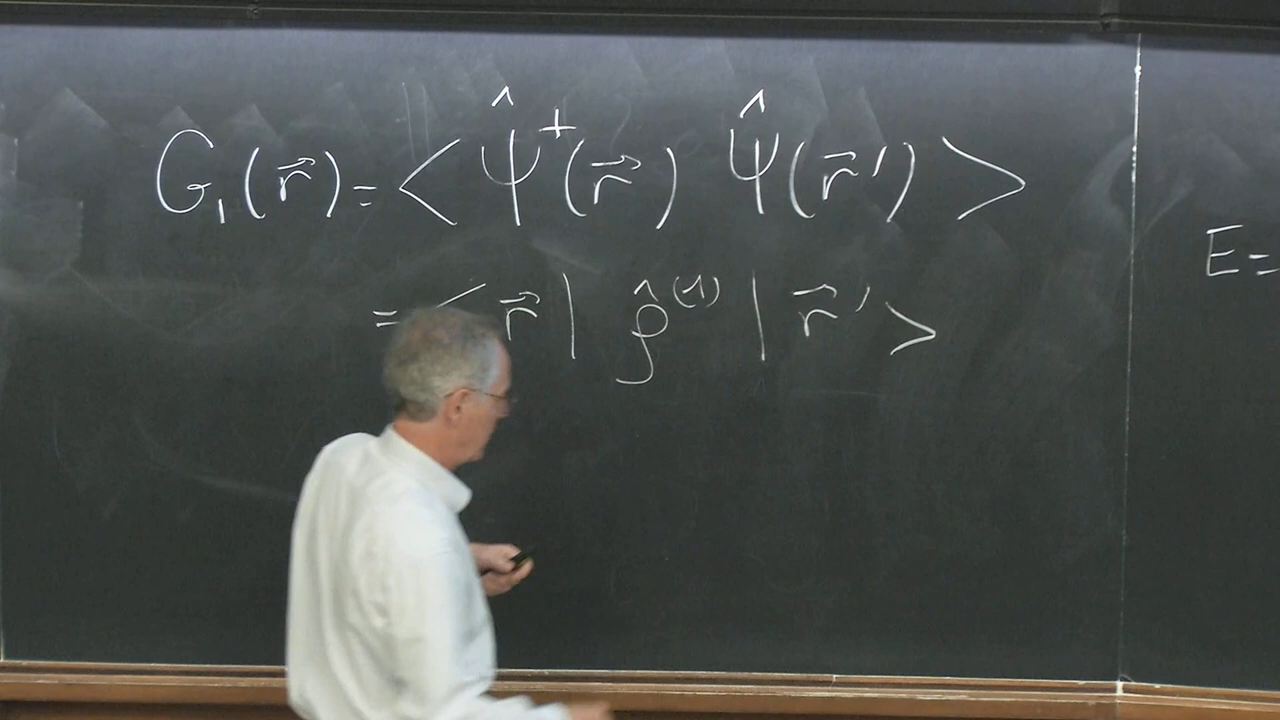 G₁(r⃗) = < ψ̂⁺(r⃗) ψ̂(r⃗′) >
= < r⃗ | ρ̂⁽¹⁾ | r⃗′ >
E =